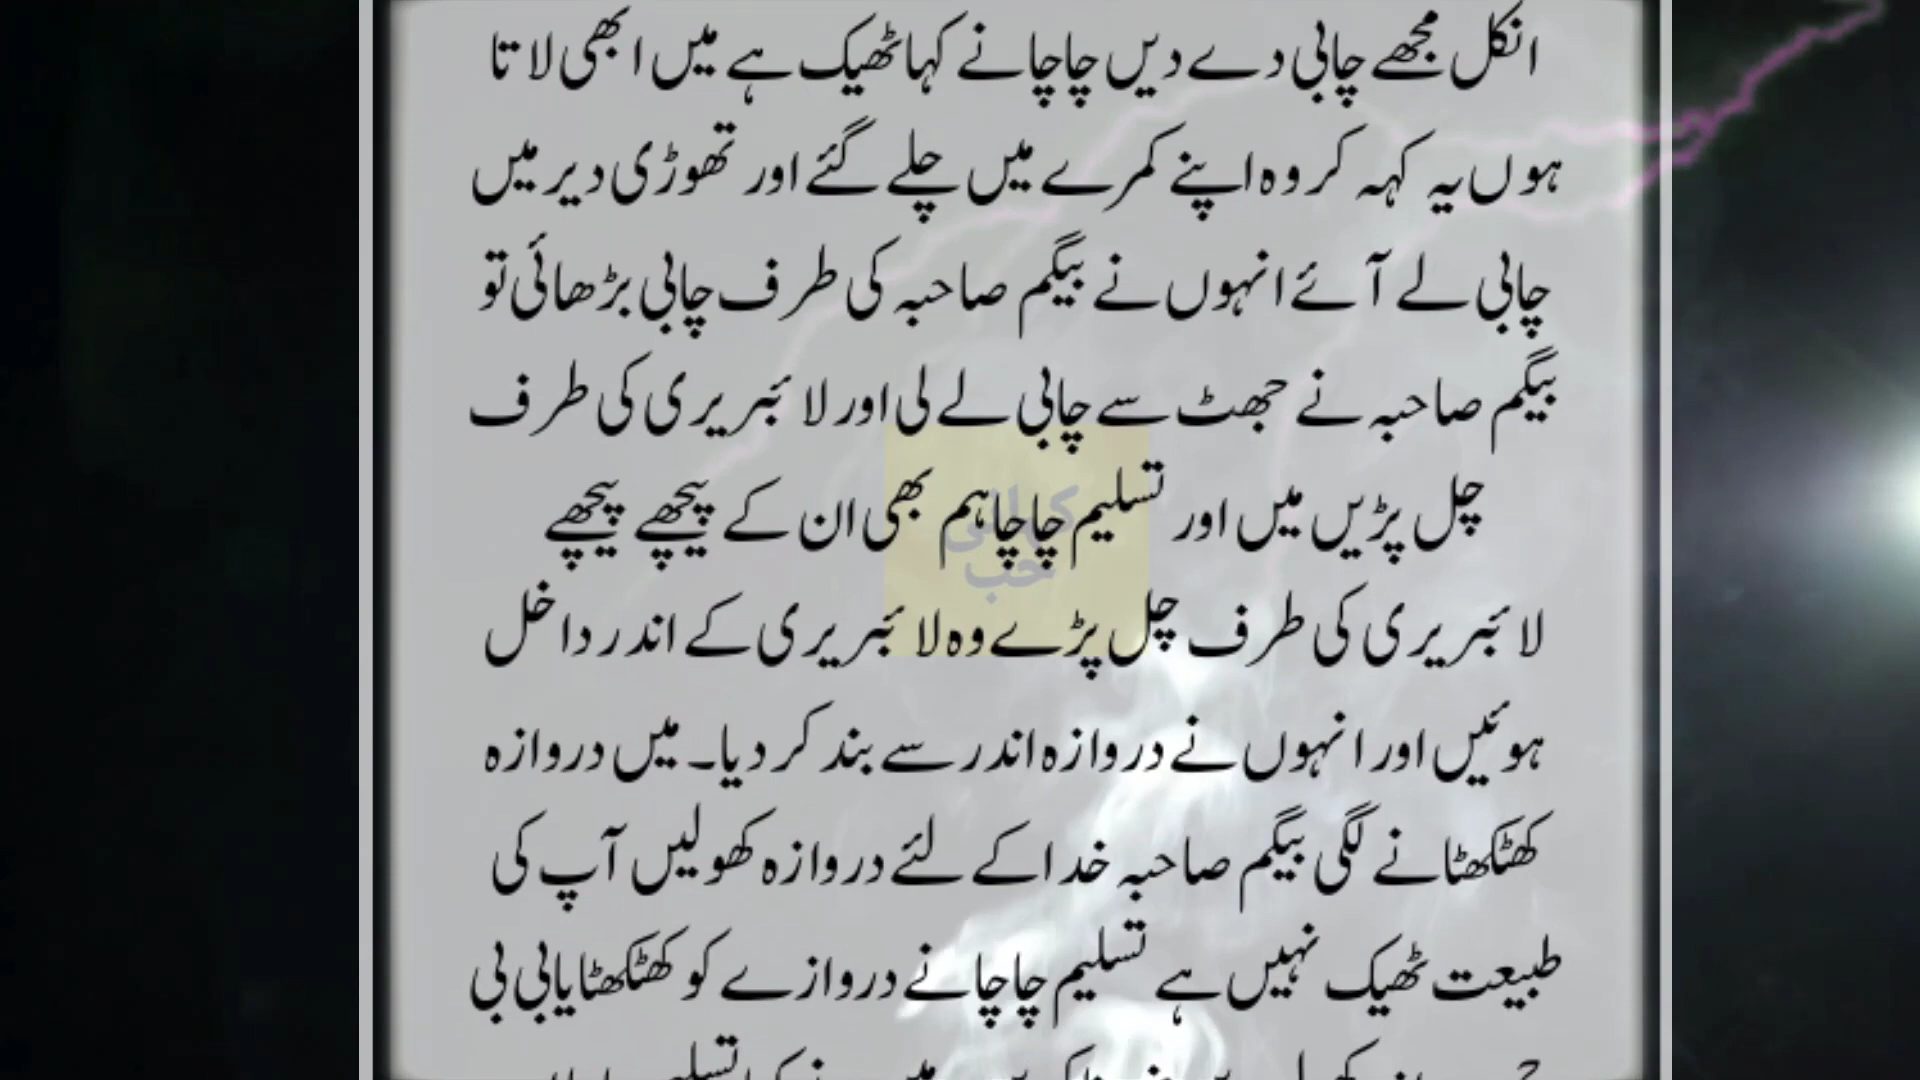 انکل مجھے چابی دے دیں چاچا نے کہا ٹھیک ہے میں ابھی لاتا
ہوں یہ کہہ کر وہ اپنے کمرے میں چلے گئے اور تھوڑی دیر میں
چابی لے آئے انہوں نے بیگم صاحبہ کی طرف چابی بڑھائی تو
بیگم صاحبہ نے جھٹ سے چابی لے لی اور لائبریری کی طرف
چل پڑیں میں اور تسلیم چاچا ہم بھی ان کے پیچھے پیچھے
کہانی
حب
لائبریری کی طرف چل پڑے وہ لائبریری کے اندر داخل
ہوئیں اور انہوں نے دروازہ اندر سے بند کر دیا۔ میں دروازہ
کھٹکھٹانے لگی بیگم صاحبہ خدا کے لئے دروازہ کھولیں آپ کی
طبیعت ٹھیک نہیں ہے تسلیم چاچا نے دروازے کو کھٹکھٹایا بی بی